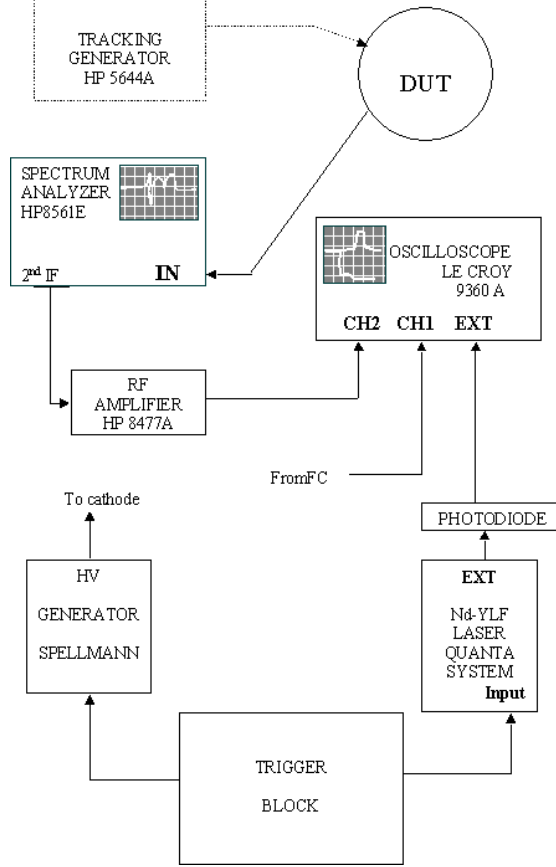 TRACKING
GENERATOR
HP 5644A
DUT
SPECTRUM
ANALYZER
HP8561E
2nd IF
IN
OSCILLOSCOPE
LE CROY
9360 A
CH2 CH1 EXT
RF
AMPLIFIER
HP 8477A
FromFC
To cathode
PHOTODIODE
HV
GENERATOR
SPELLMANN
EXT
Nd-YLF
LASER
QUANTA
SYSTEM
Input
TRIGGER
BLOCK